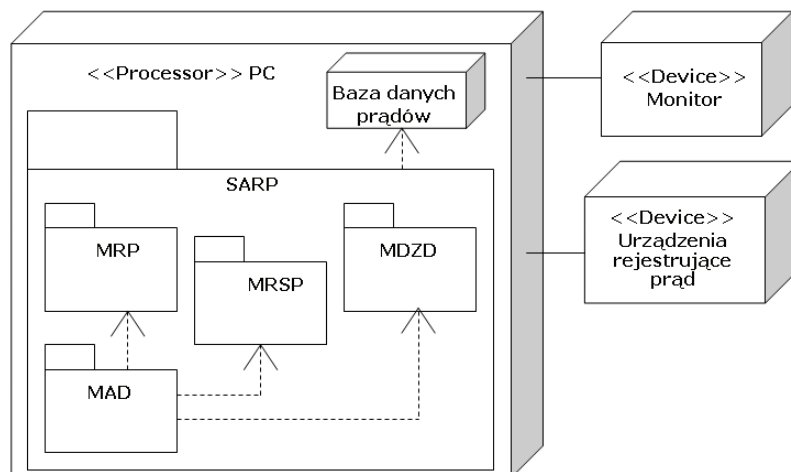 <<Processor>> PC
Baza danych
prądów
<<Device>>
Monitor
SARP
MRP
MRSP
MDZD
<<Device>>
Urządzenia
rejestrujące
prąd
MAD